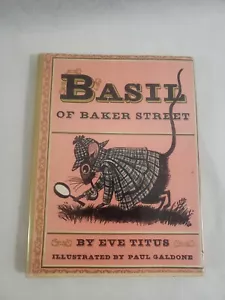 BASIL
OF BAKER STREET
BY EVE TITUS
ILLUSTRATED BY PAUL GALDONE